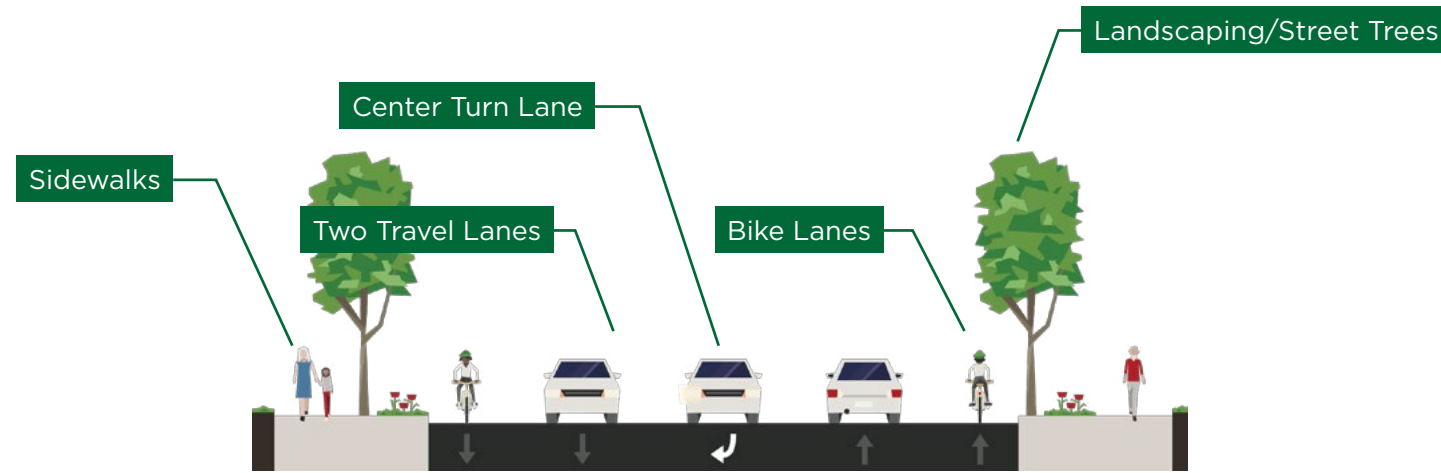 Landscaping/Street Trees
Center Turn Lane
Sidewalks
Two Travel Lanes
Bike Lanes